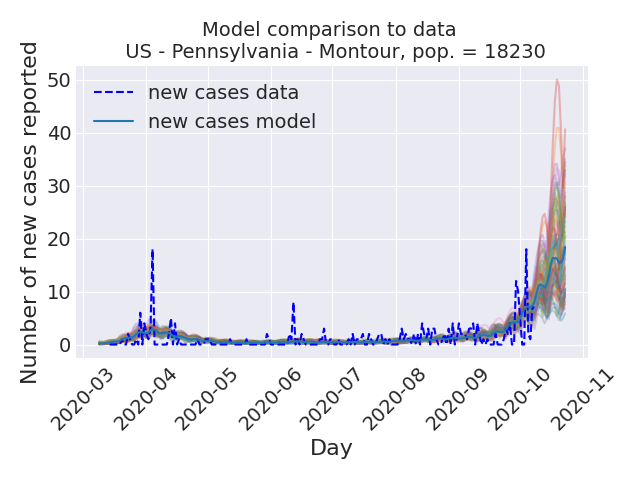 Model comparison to data
US - Pennsylvania - Montour, pop. = 18230
Number of new cases reported
50
40
30
20
10
0
new cases data
new cases model
2020-03
2020-04
2020-05
2020-06
2020-07
2020-08
2020-09
2020-10
2020-11
Day